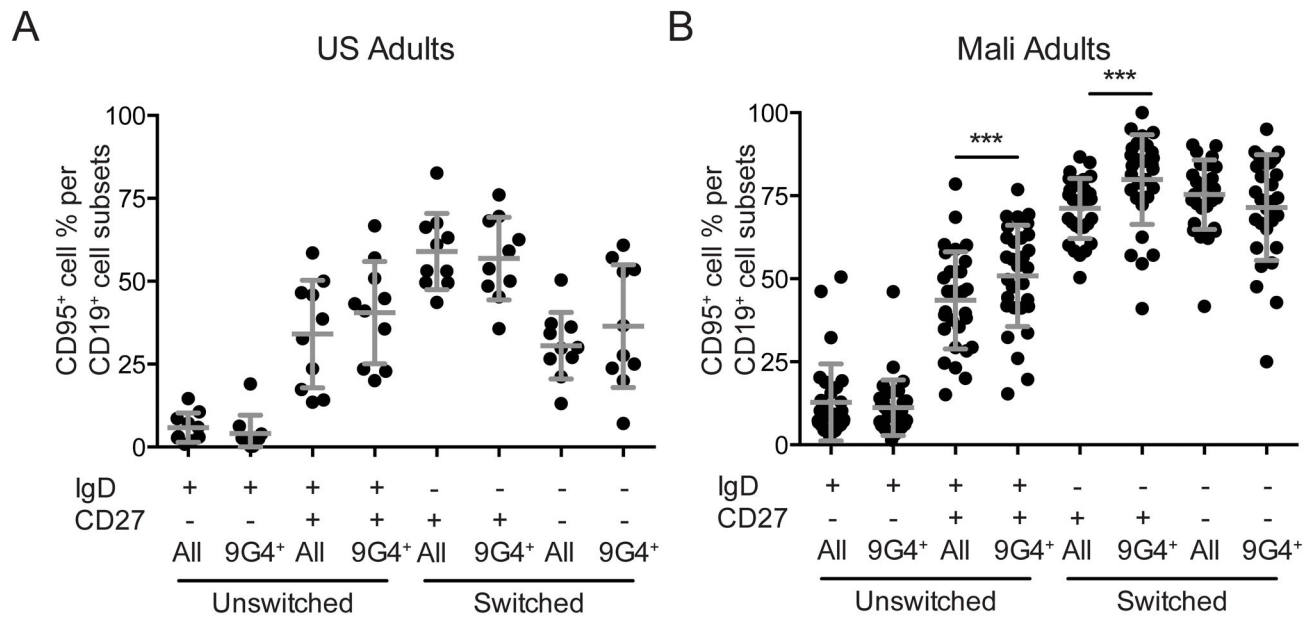 A
US Adults
CD95+ cell % per
CD19+ cell subsets
100
75
50
25
0
IgD + + + + - - - -
CD27 - - + + + + - -
All 9G4+ All 9G4+ All 9G4+ All 9G4+
Unswitched Switched
B
Mali Adults
CD95+ cell % per
CD19+ cell subsets
100
75
50
25
0
***
***
IgD + + + + - - - -
CD27 - - + + + + - -
All 9G4+ All 9G4+ All 9G4+ All 9G4+
Unswitched Switched